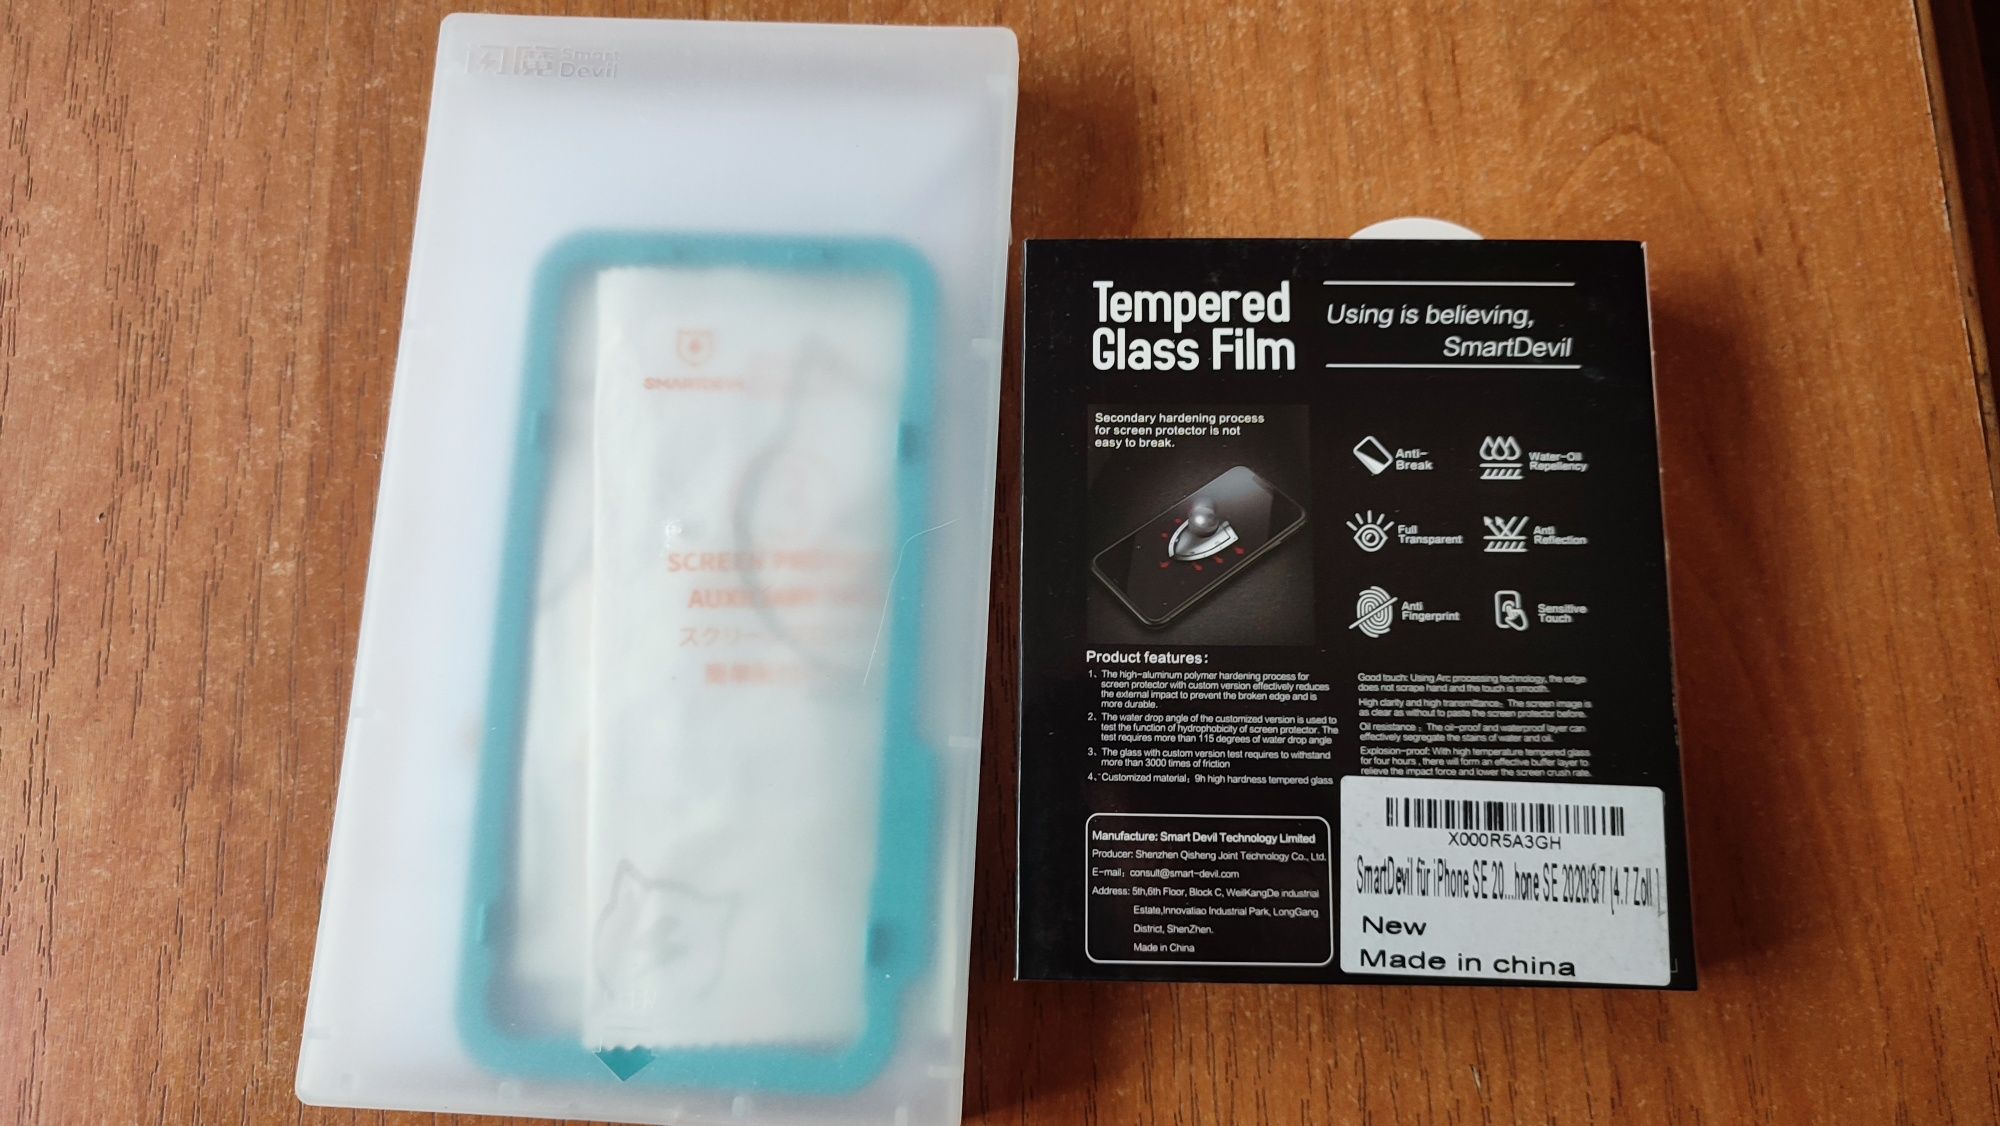 Smart
Devil
SMARTDEVIL
SCREEN
スクリー
Tempered
Glass Film
Using is believing,
SmartDevil
Secondary hardening process
for screen protector is not
easy to break.
Anti-
Break
Water-Oil
Repellency
Full
Transparent
Anti
Reflection
Anti
Fingerprint
Sensitive
Touch
Product features:
1、The high-aluminum polymer hardening process for
screen protector with custom version effectively reduces
the external impact to prevent the broken edge and is
more durable.
2、The water drop angle of the customized version is used to
test the function of hydrophobicity of screen protector. The
test requires more than 115 degrees of water drop angle
3、The glass with custom version test requires to withstand
more than 3000 times of friction
4、Customized material; 9h high hardness tempered glass
Good touch: Using Arc processing technology, the edge
does not scrape hand and the touch is smooth.
High clarity and high transmittance: The screen image is
as clear as without to paste the screen protector before.
Oil resistance : The oil-proof and waterproof layer can
effectively segregate the stains of water and oil.
Explosion-proof: With high temperature tempered glass
for four hours , there will form an effective buffer layer to
relieve the impact force and lower the screen crush rate.
Manufacture: Smart Devil Technology Limited
Producer: Shenzhen Qisheng Joint Technology Co., Ltd.
E-mail: consult@smart-devil.com
Address: 5th,6th Floor, Block C, WeilKangDe industrial
Estate,Innovatiao Industrial Park, LongGang
District, ShenZhen.
Made in China
X000R5A3GH
SmartDevil für iPhone SE 20...hone SE 2020/8/7 [4.7 Zoll]
New
Made in china